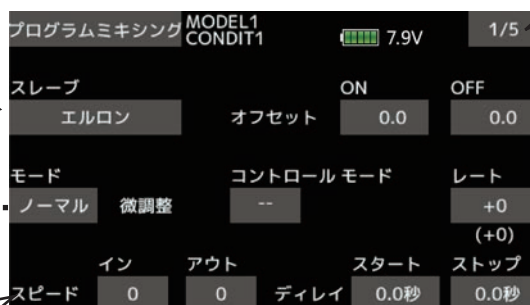 プログラムミキシング MODEL1 CONDIT1 7.9V 1/5
スレーブ ON OFF
エルロン オフセット 0.0 0.0
モード コントロール モード レート
ノーマル 微調整 -- +0
(+0)
イン アウト スタート ストップ
スピード 0 0 ディレイ 0.0秒 0.0秒